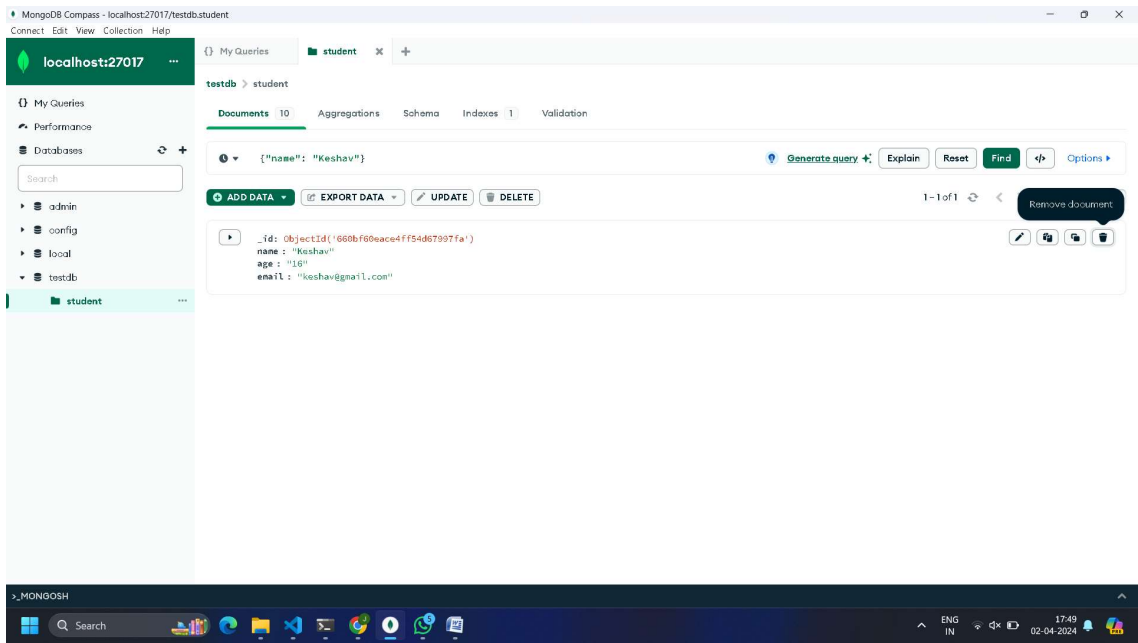 MongoDB Compass - localhost:27017/testdb.student
Connect Edit View Collection Help
localhost:27017
{} My Queries
student
testdb > student
{} My Queries
Performance
Databases
Search
admin
config
local
testdb
student
Documents 10 Aggregations Schema Indexes 1 Validation
{"name": "Keshav"}
Generate query Explain Reset Find </> Options
ADD DATA EXPORT DATA UPDATE DELETE
1 – 1 of 1
Remove document
_id: ObjectId('660bf60eace4ff54d67997fa')
name : "Keshav"
age : "16"
email : "keshav@gmail.com"
>_MONGOSH
Search
5
ENG
IN
17:49
02-04-2024